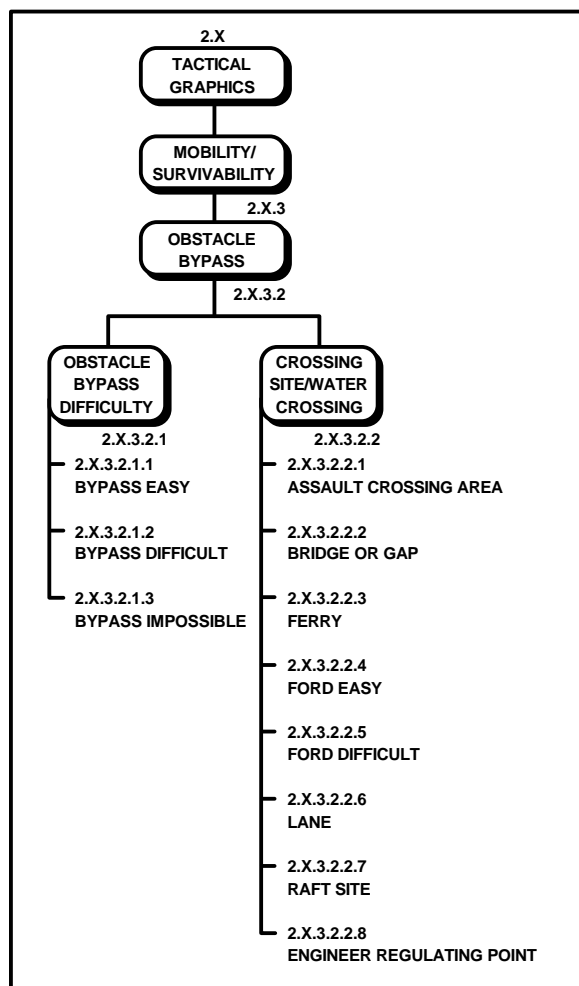 2.X
TACTICAL
GRAPHICS
MOBILITY/
SURVIVABILITY
2.X.3
OBSTACLE
BYPASS
2.X.3.2
OBSTACLE
BYPASS
DIFFICULTY
2.X.3.2.1
2.X.3.2.1.1
BYPASS EASY
2.X.3.2.1.2
BYPASS DIFFICULT
2.X.3.2.1.3
BYPASS IMPOSSIBLE
CROSSING
SITE/WATER
CROSSING
2.X.3.2.2
2.X.3.2.2.1
ASSAULT CROSSING AREA
2.X.3.2.2.2
BRIDGE OR GAP
2.X.3.2.2.3
FERRY
2.X.3.2.2.4
FORD EASY
2.X.3.2.2.5
FORD DIFFICULT
2.X.3.2.2.6
LANE
2.X.3.2.2.7
RAFT SITE
2.X.3.2.2.8
ENGINEER REGULATING POINT